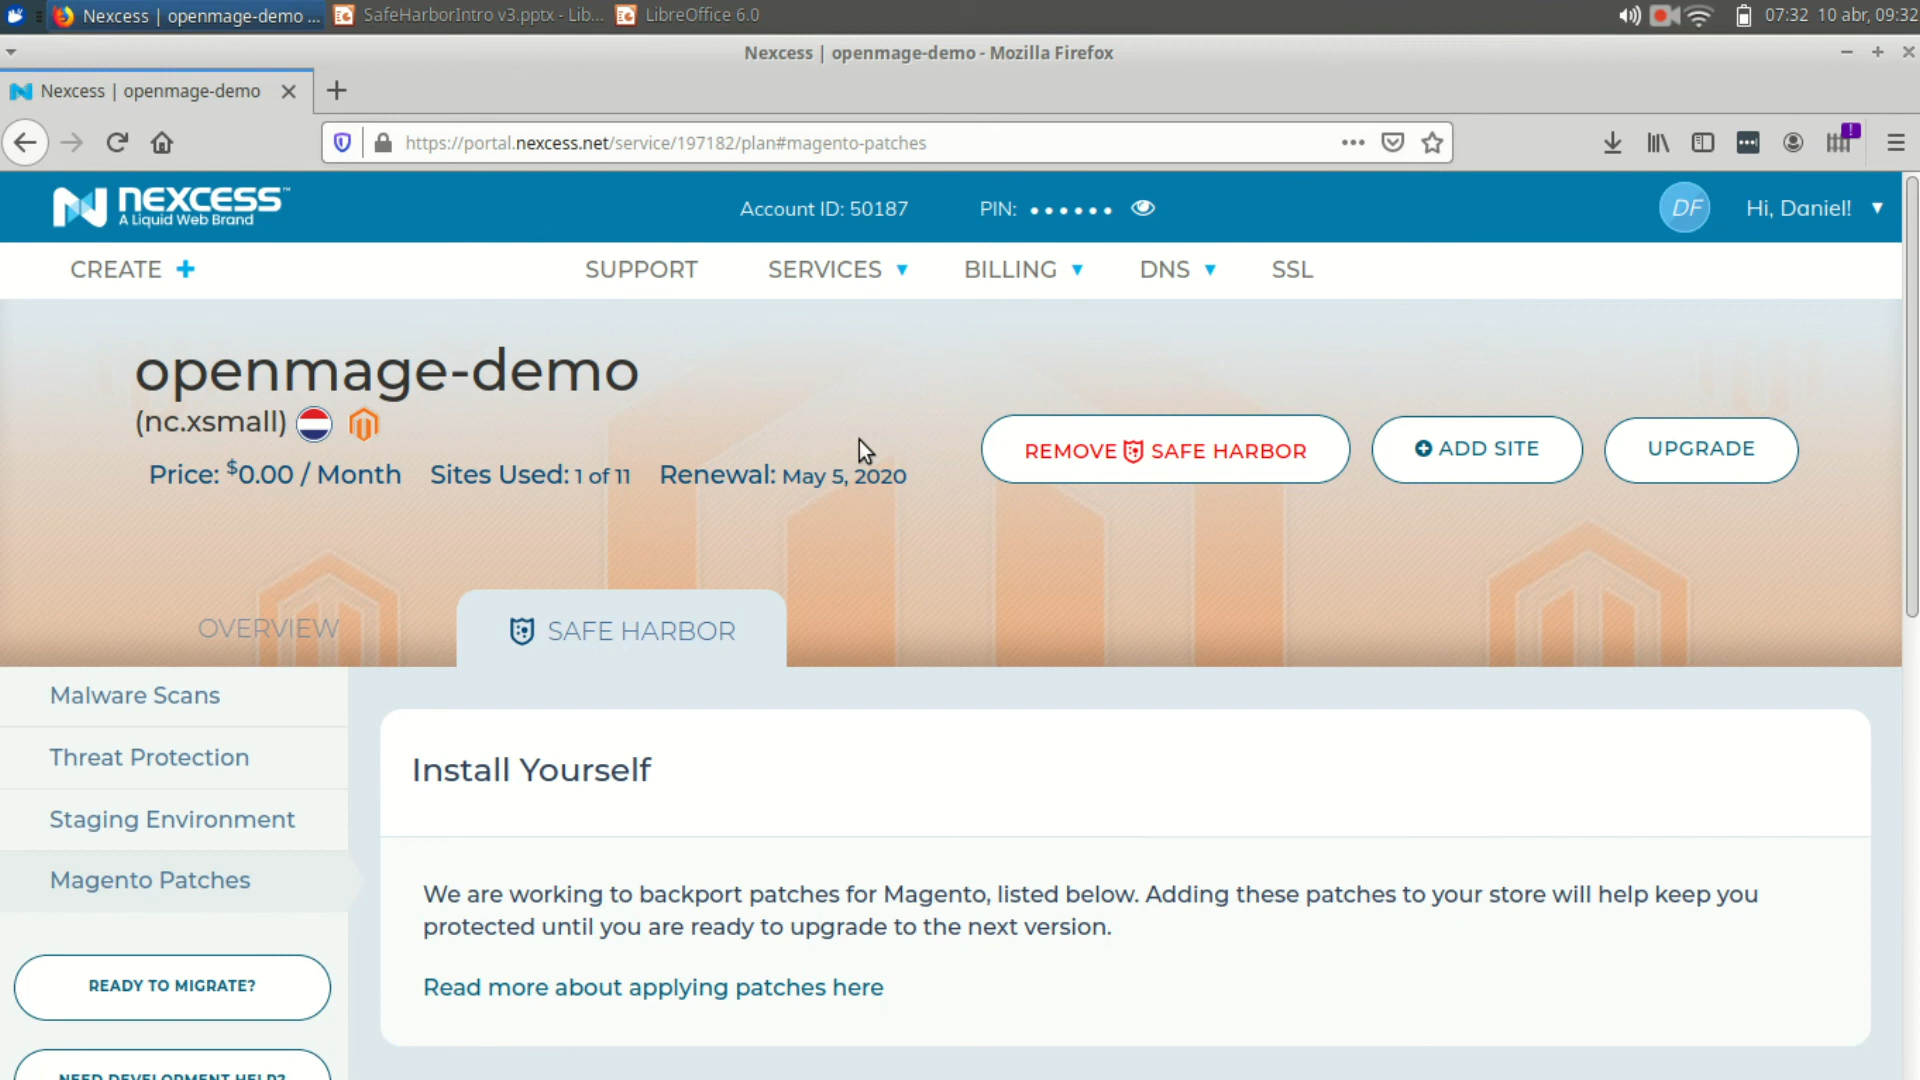 Nexcess | openmage-demo ...
SafeHarborIntro v3.pptx - Lib...
LibreOffice 6.0
07:32 10 abr, 09:32
Nexcess | openmage-demo - Mozilla Firefox
Nexcess | openmage-demo
https://portal.nexcess.net/service/197182/plan#magento-patches
NEXCESS™
A Liquid Web Brand
Account ID: 50187
PIN: ••••••
DF
Hi, Daniel!
CREATE
SUPPORT
SERVICES
BILLING
DNS
SSL
openmage-demo
(nc.xsmall)
REMOVE SAFE HARBOR
ADD SITE
UPGRADE
Price: $0.00 / Month
Sites Used: 1 of 11
Renewal: May 5, 2020
OVERVIEW
SAFE HARBOR
Malware Scans
Threat Protection
Staging Environment
Magento Patches
READY TO MIGRATE?
NEED DEVELOPMENT HELP?
Install Yourself
We are working to backport patches for Magento, listed below. Adding these patches to your store will help keep you
protected until you are ready to upgrade to the next version.
Read more about applying patches here